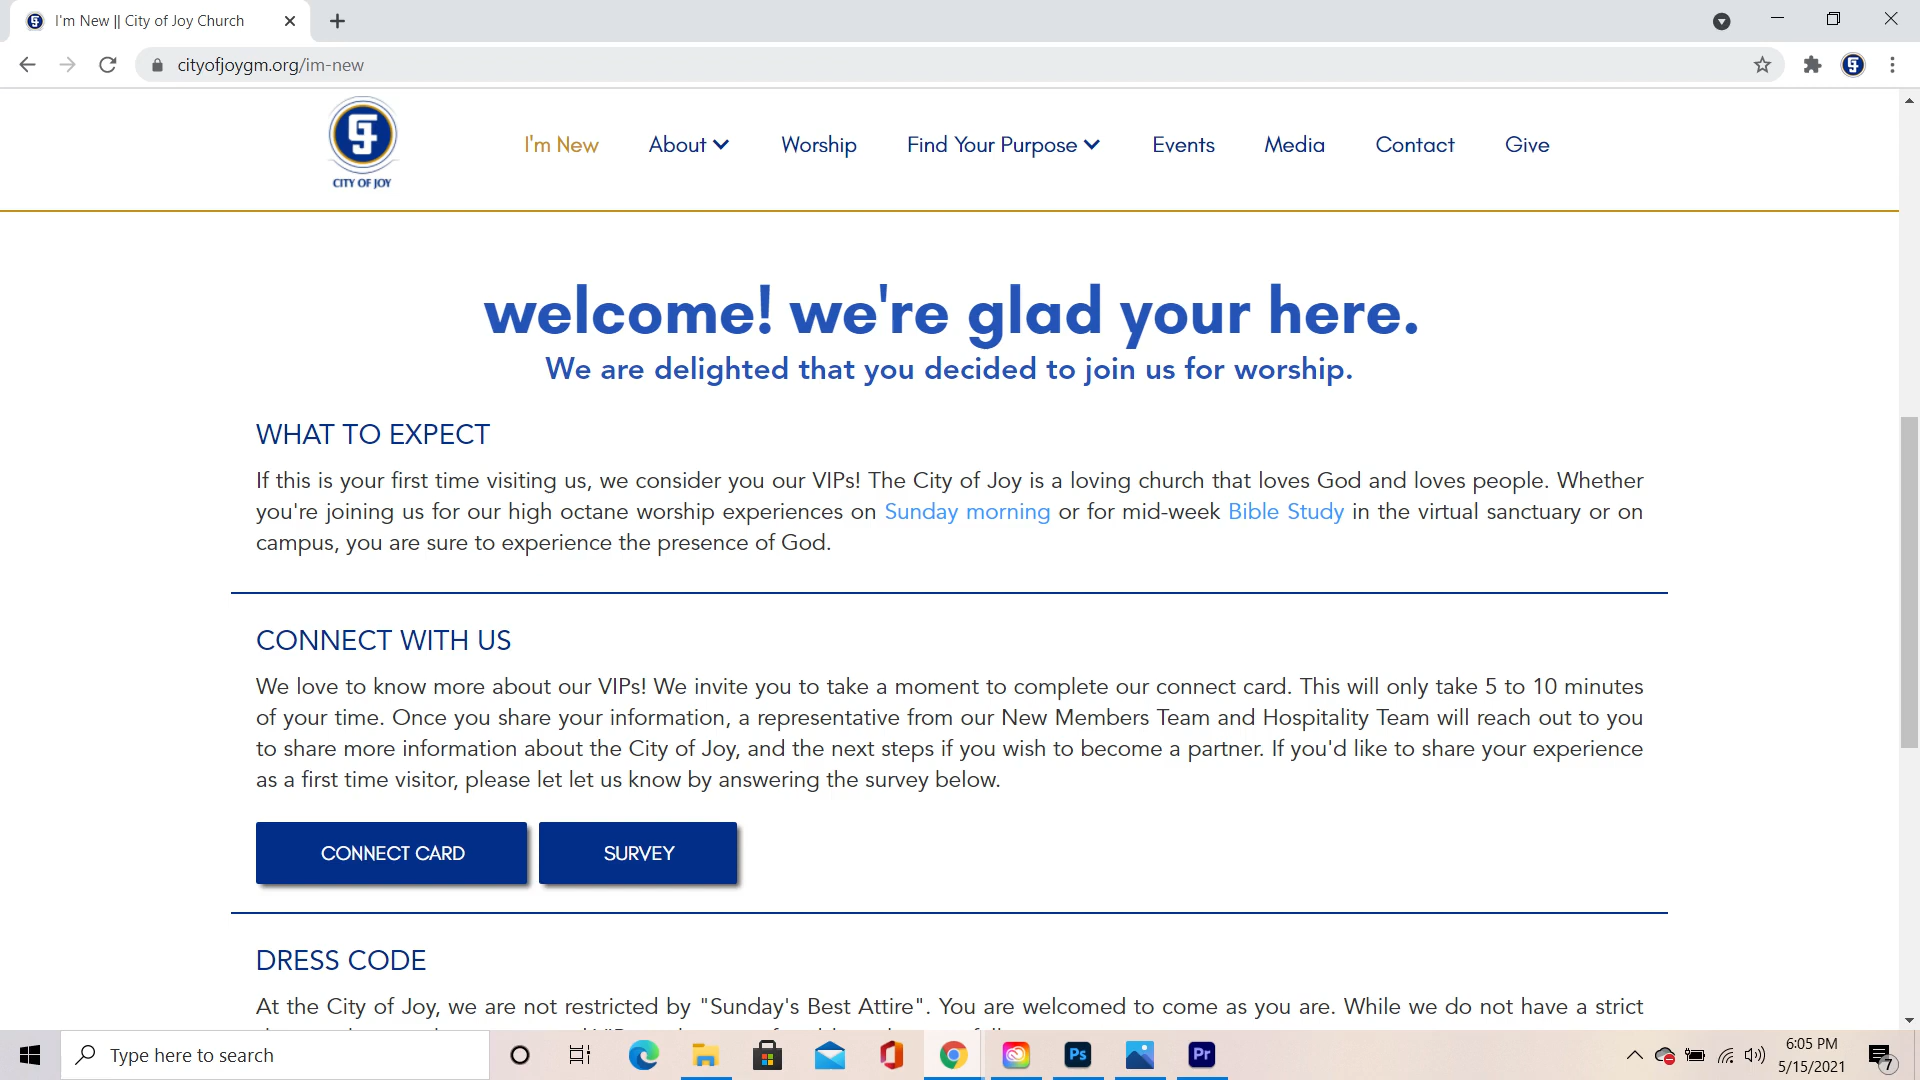 I'm New || City of Joy Church
cityofjoygm.org/im-new
CITY OF JOY
I'm New About Worship Find Your Purpose Events Media Contact Give
welcome! we're glad your here.
We are delighted that you decided to join us for worship.
WHAT TO EXPECT
If this is your first time visiting us, we consider you our VIPs! The City of Joy is a loving church that loves God and loves people. Whether
you're joining us for our high octane worship experiences on Sunday morning or for mid-week Bible Study in the virtual sanctuary or on
campus, you are sure to experience the presence of God.
CONNECT WITH US
We love to know more about our VIPs! We invite you to take a moment to complete our connect card. This will only take 5 to 10 minutes
of your time. Once you share your information, a representative from our New Members Team and Hospitality Team will reach out to you
to share more information about the City of Joy, and the next steps if you wish to become a partner. If you'd like to share your experience
as a first time visitor, please let let us know by answering the survey below.
CONNECT CARD SURVEY
DRESS CODE
At the City of Joy, we are not restricted by "Sunday's Best Attire". You are welcomed to come as you are. While we do not have a strict
Type here to search
Ps
Pr
6:05 PM
5/15/2021
7